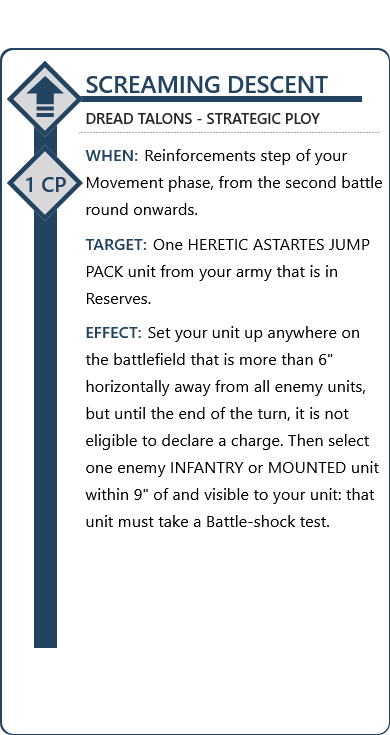 SCREAMING DESCENT
DREAD TALONS - STRATEGIC PLOY
1 CP
WHEN: Reinforcements step of your
Movement phase, from the second battle
round onwards.
TARGET: One HERETIC ASTARTES JUMP
PACK unit from your army that is in
Reserves.
EFFECT: Set your unit up anywhere on
the battlefield that is more than 6"
horizontally away from all enemy units,
but until the end of the turn, it is not
eligible to declare a charge. Then select
one enemy INFANTRY or MOUNTED unit
within 9" of and visible to your unit: that
unit must take a Battle-shock test.